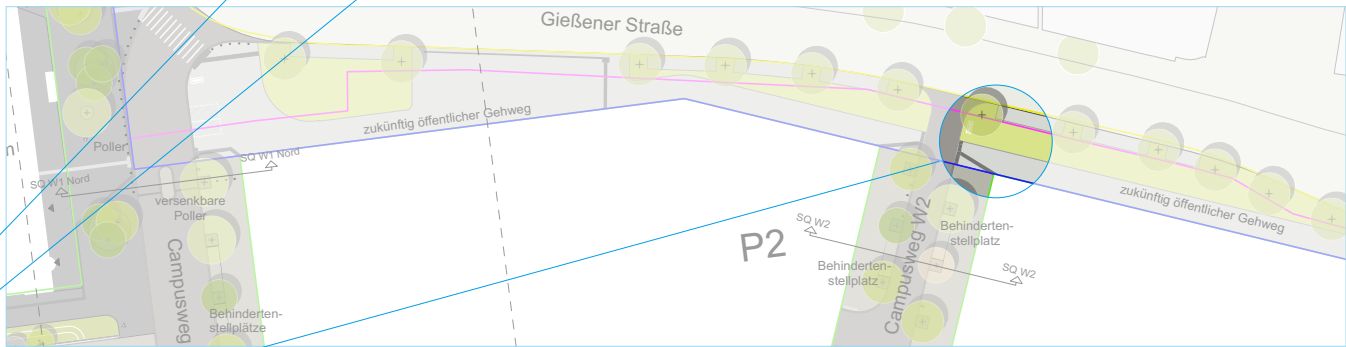 Gießener Straße
zukünftig öffentlicher Gehweg
Poller
SQ W1 Nord
SQ W1 Nord
versenkbare
Poller
Campusweg
Behinderten-
stellplätze
P2
SQ W2
Behinderten-
stellplatz
Campusweg W2
Behinderten-
stellplatz
SQ W2
zukünftig öffentlicher Gehweg